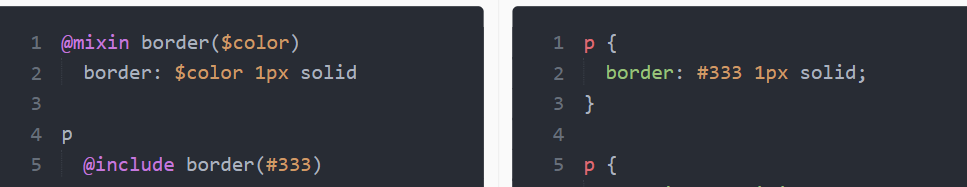 1 @mixin border($color)
2 border: $color 1px solid
3
4 p
5 @include border(#333)
1 p {
2 border: #333 1px solid;
3 }
4
5 p {